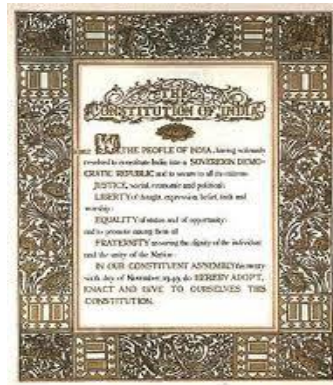 THE
CONSTITUTION OF INDIA
WE, THE PEOPLE OF INDIA, having solemnly
resolved to constitute India into a SOVEREIGN DEMO-
CRATIC REPUBLIC and to secure to all its citizens:
JUSTICE, social, economic and political;
LIBERTY of thought, expression, belief, faith and
worship;
EQUALITY of status and of opportunity;
and to promote among them all
FRATERNITY assuring the dignity of the individual
and the unity of the Nation;
IN OUR CONSTITUENT ASSEMBLY this twenty
sixth day of November 1949, do HEREBY ADOPT,
ENACT AND GIVE TO OURSELVES THIS
CONSTITUTION.